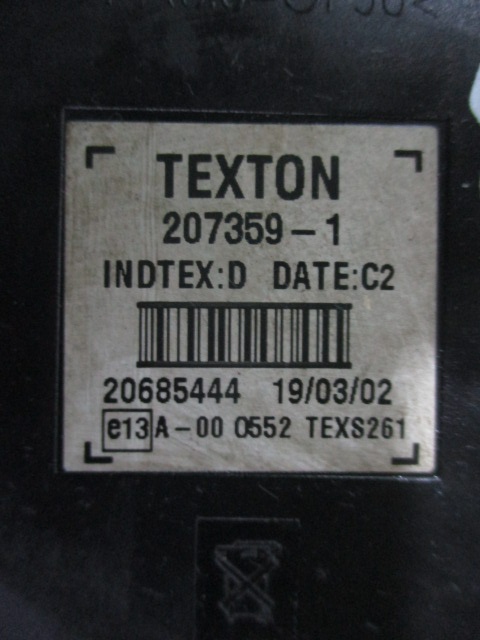 TEXTON
207359-1
INDTEX:D DATE:C2
20685444 19/03/02
e13 A-00 0552 TEXS261